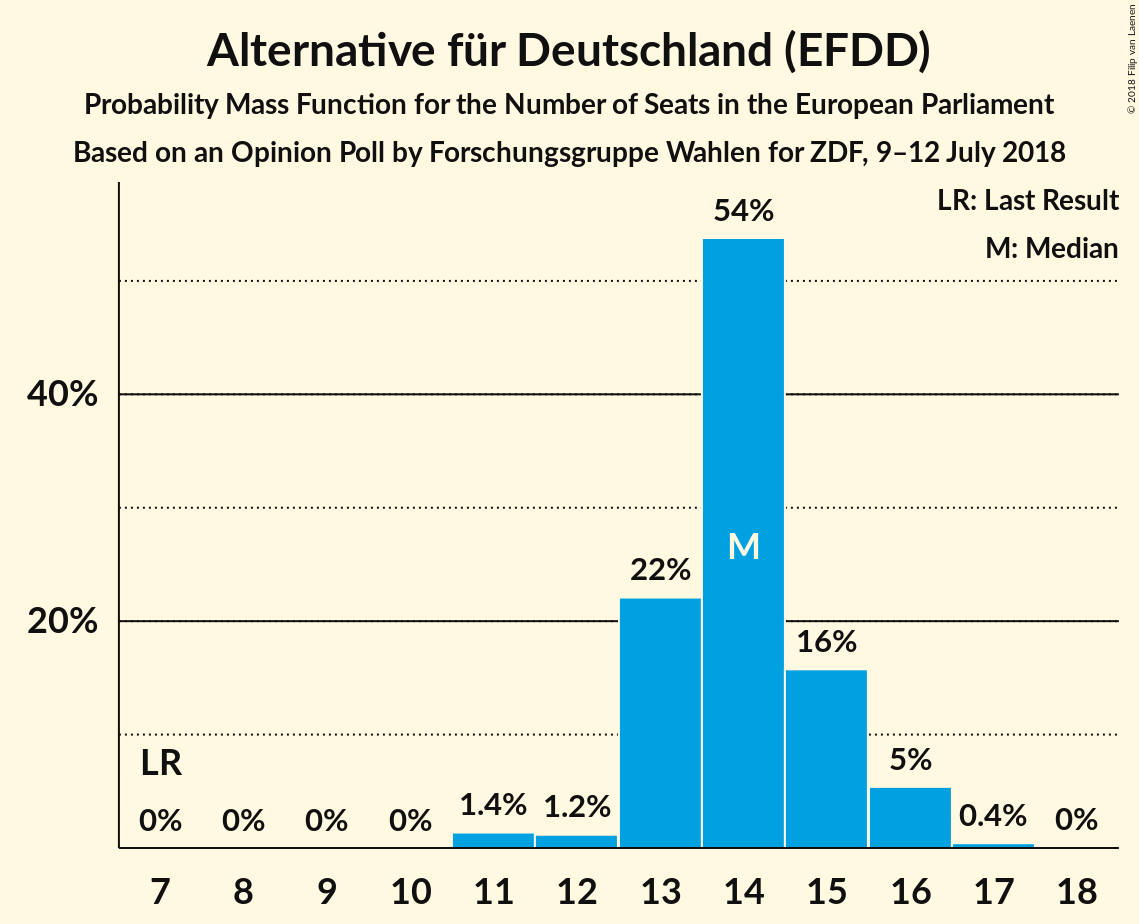 Alternative für Deutschland (EFDD)
Probability Mass Function for the Number of Seats in the European Parliament
Based on an Opinion Poll by Forschungsgruppe Wahlen for ZDF, 9–12 July 2018
© 2018 Filip van Laenen
LR: Last Result
M: Median
54%
40%
M
22%
20%
16%
LR
5%
0% 0% 0% 0% 1.4% 1.2% 0.4% 0%
7 8 9 10 11 12 13 14 15 16 17 18